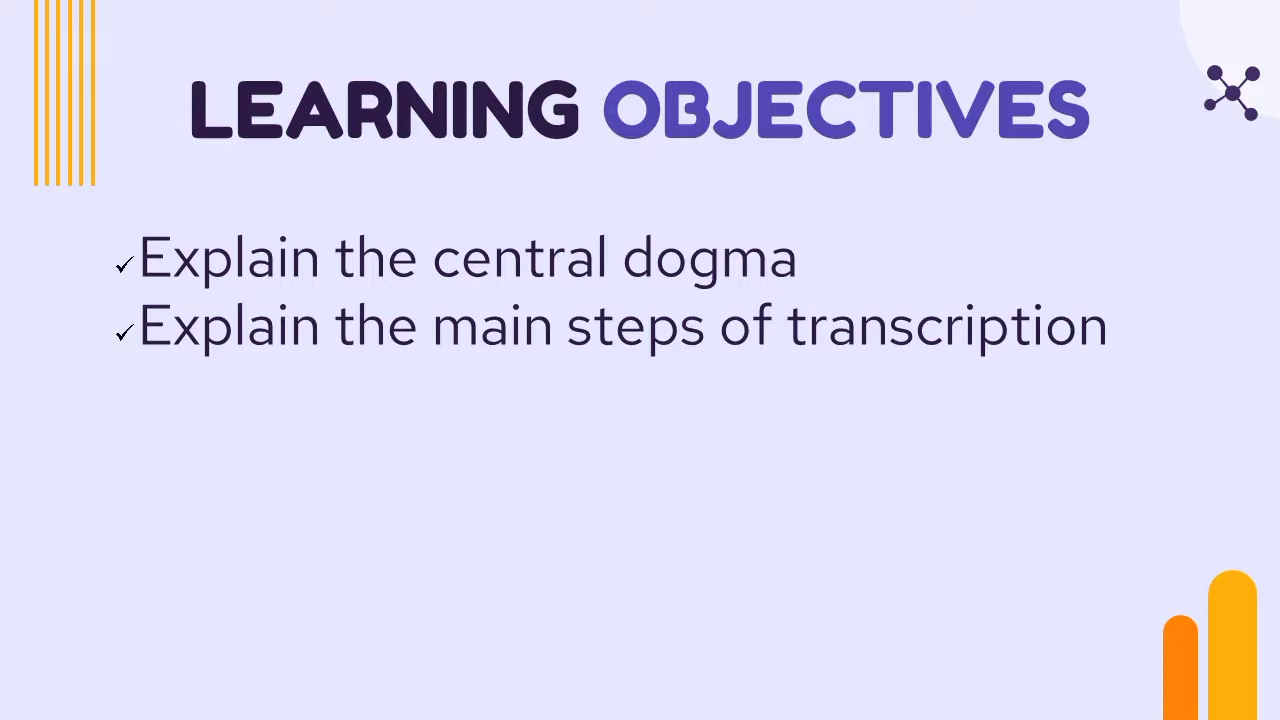 LEARNING OBJECTIVES
✓Explain the central dogma
✓Explain the main steps of transcription